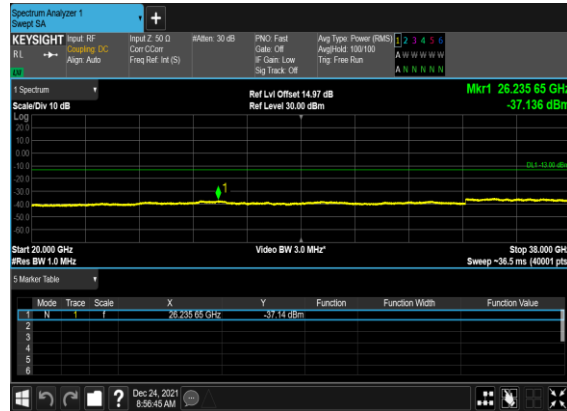 Spectrum Analyzer 1
Swept SA
+
KEYSIGHT Input: RF Input Z: 50 Ω #Atten: 30 dB PNO: Fast Avg Type: Power (RMS) 1 2 3 4 5 6
RL Coupling: DC Corr CCorr Gate: Off Avg|Hold: 100/100 A W W W W W
Align: Auto Freq Ref: Int (S) IF Gain: Low Trig: Free Run
Sig Track: Off A N N N N N
1 Spectrum Ref Lvl Offset 14.97 dB Mkr1 26.235 65 GHz
Scale/Div 10 dB Ref Level 30.00 dBm -37.136 dBm
Log
20.0
10.0
0.00
-10.0 DL1 -13.00 dBm
-20.0
-30.0 1
-40.0
-50.0
-60.0
Start 20.000 GHz Video BW 3.0 MHz* Stop 38.000 GHz
#Res BW 1.0 MHz Sweep ~36.5 ms (40001 pts)
5 Marker Table
Mode Trace Scale X Y Function Function Width Function Value
1 N 1 f 26.235 65 GHz -37.14 dBm
2
3
4
5
6
? Dec 24, 2021
8:56:45 AM